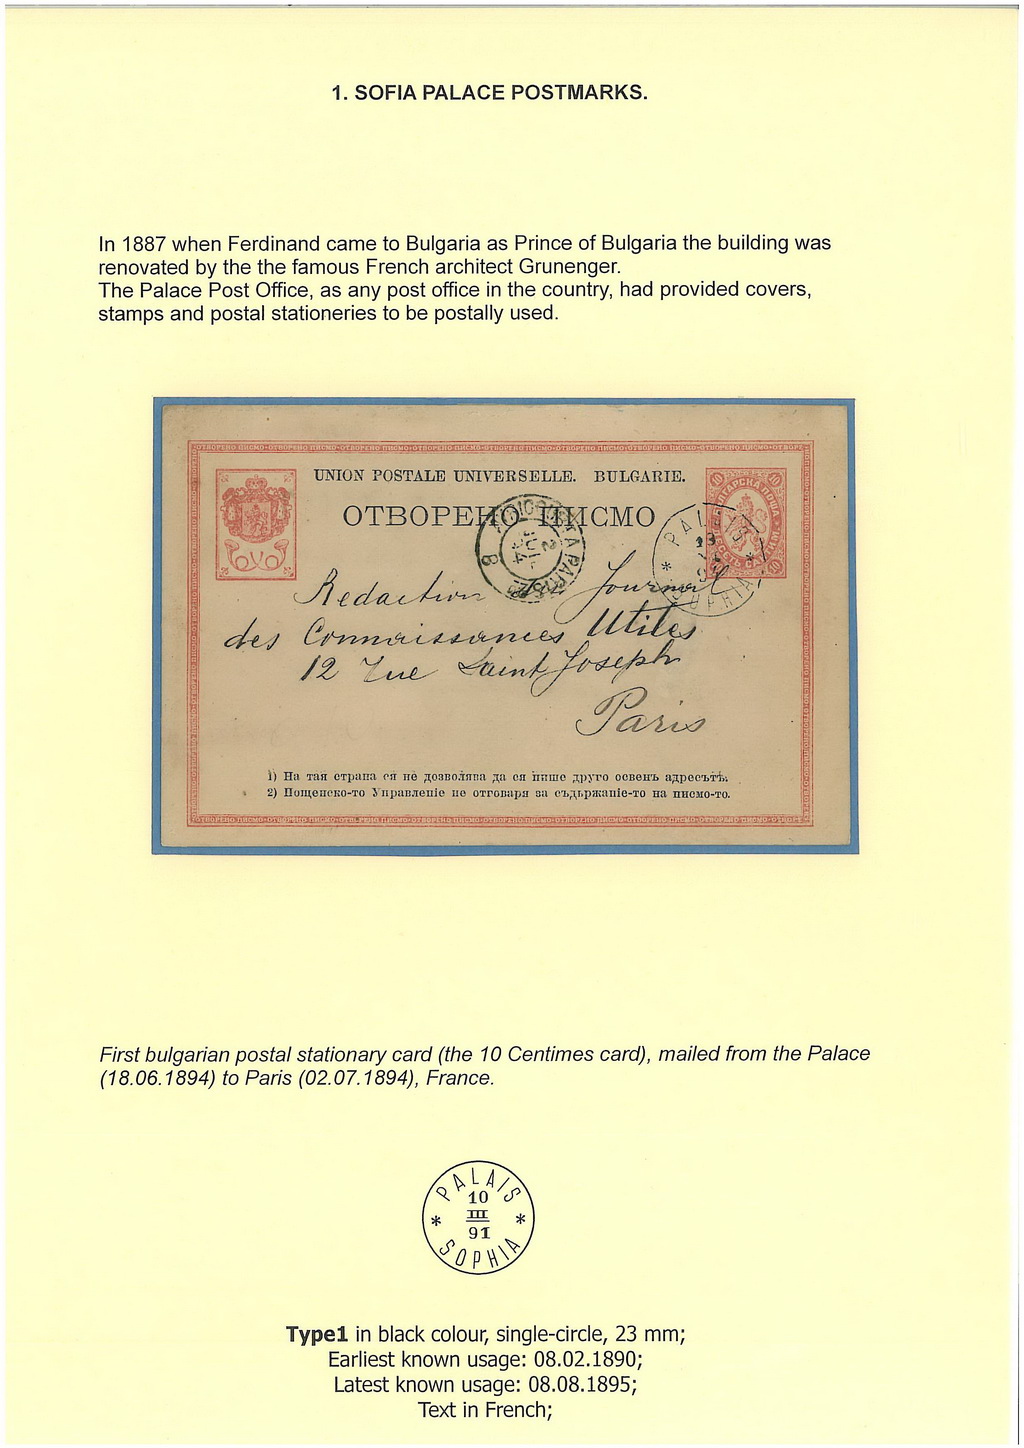 1. SOFIA PALACE POSTMARKS.
In 1887 when Ferdinand came to Bulgaria as Prince of Bulgaria the building was
renovated by the the famous French architect Grunenger.
The Palace Post Office, as any post office in the country, had provided covers,
stamps and postal stationeries to be postally used.
UNION POSTALE UNIVERSELLE. BULGARIE.
ОТВОРЕНО ПИСМО
PALAIS
SOPHIA
A PARIS
2
JUIL
94
Redaction Journal
des Connaissances Utiles
12 Rue Saint Joseph
Paris
1) На тая страна ся не дозволява да ся пише друго освенъ адресътъ.
2) Пощенско-то Управление не отговаря за съдържание-то на писмо-то.
First bulgarian postal stationary card (the 10 Centimes card), mailed from the Palace
(18.06.1894) to Paris (02.07.1894), France.
PALAIS
10
III
91
SOPHIA
Type1 in black colour, single-circle, 23 mm;
Earliest known usage: 08.02.1890;
Latest known usage: 08.08.1895;
Text in French;